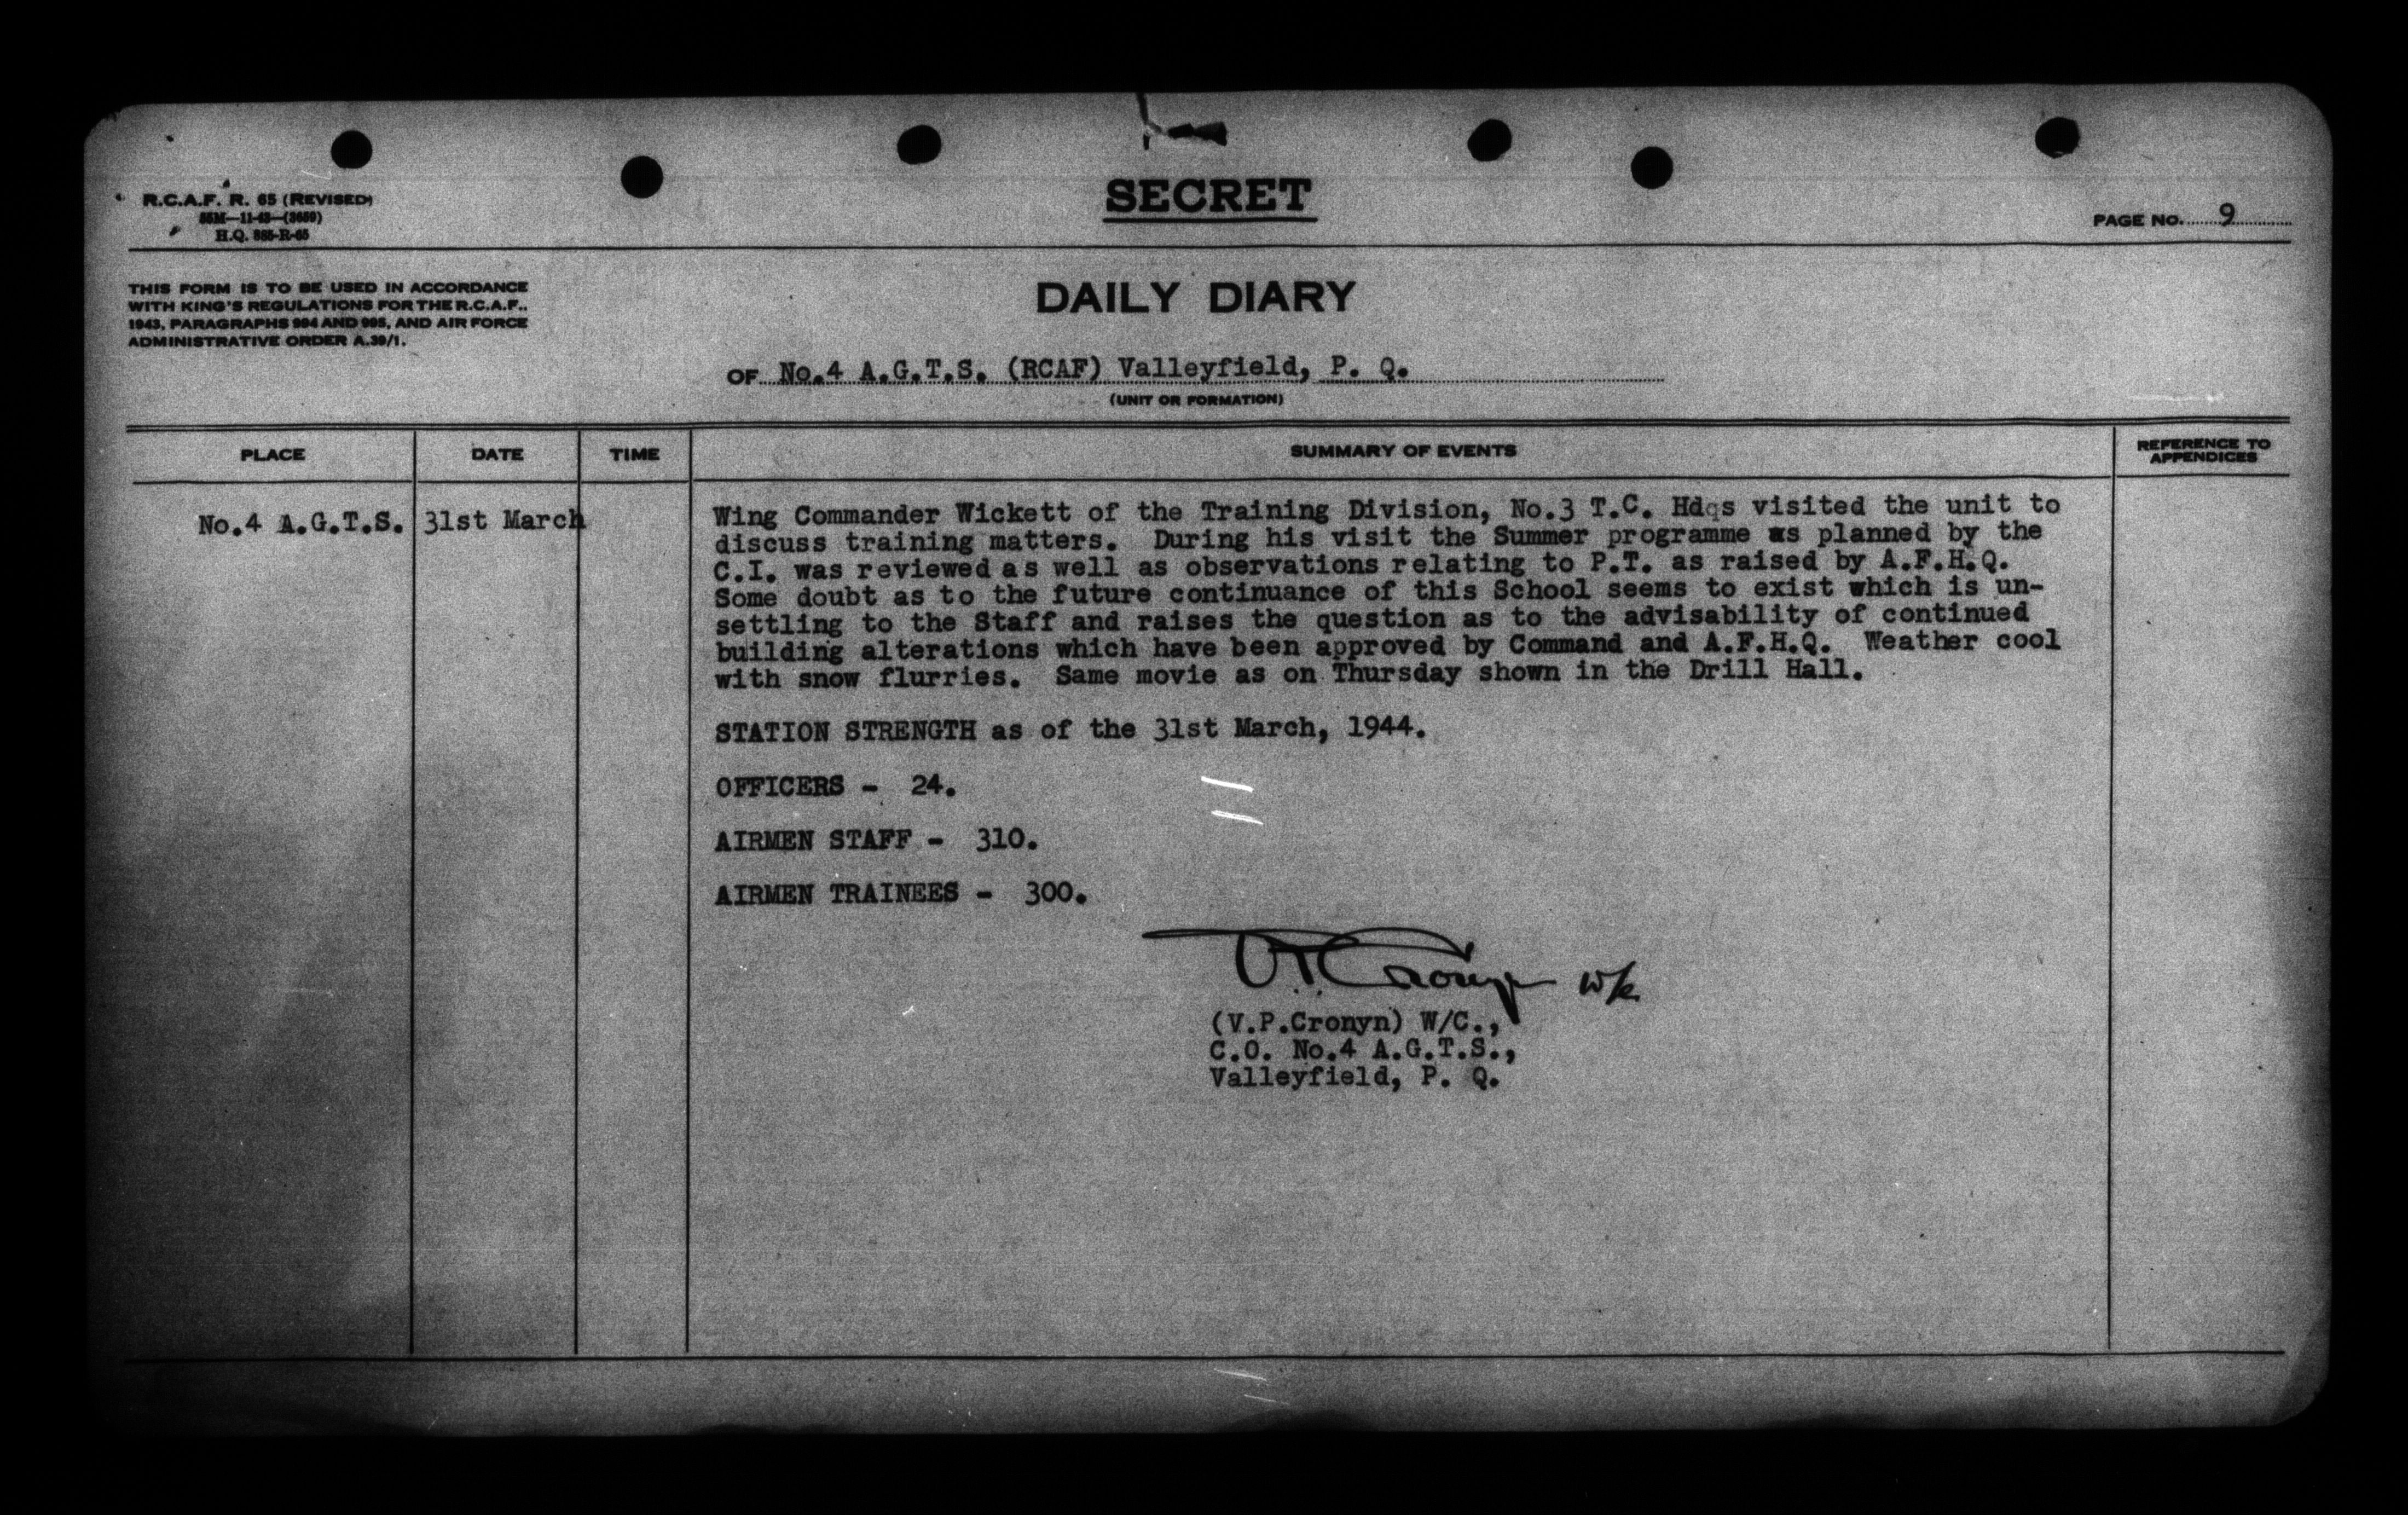 R.C.A.F. R. 65 (REVISED)
H.Q. 885-R-65
SECRET
PAGE NO. 9
THIS FORM IS TO BE USED IN ACCORDANCE
WITH KING'S REGULATIONS FOR THE R.C.A.F.,
1943, PARAGRAPHS 994 AND 995, AND AIR FORCE
ADMINISTRATIVE ORDER A.39/1.
DAILY DIARY
OF No.4 A.G.T.S. (RCAF) Valleyfield, P. Q.
(UNIT OR FORMATION)
PLACE DATE TIME SUMMARY OF EVENTS REFERENCE TO
APPENDICES
No.4 A.G.T.S. 31st March
Wing Commander Wickett of the Training Division, No.3 T.C. Hdqs visited the unit to
discuss training matters. During his visit the Summer programme as planned by the
C.I. was reviewed as well as observations relating to P.T. as raised by A.F.H.Q.
Some doubt as to the future continuance of this School seems to exist which is un-
settling to the Staff and raises the question as to the advisability of continued
building alterations which have been approved by Command and A.F.H.Q. Weather cool
with snow flurries. Same movie as on Thursday shown in the Drill Hall.
STATION STRENGTH as of the 31st March, 1944.
OFFICERS - 24.
AIRMEN STAFF - 310.
AIRMEN TRAINEES - 300.
V.P. Cronyn W/C
(V.P.Cronyn) W/C.,
C.O. No.4 A.G.T.S.,
Valleyfield, P. Q.